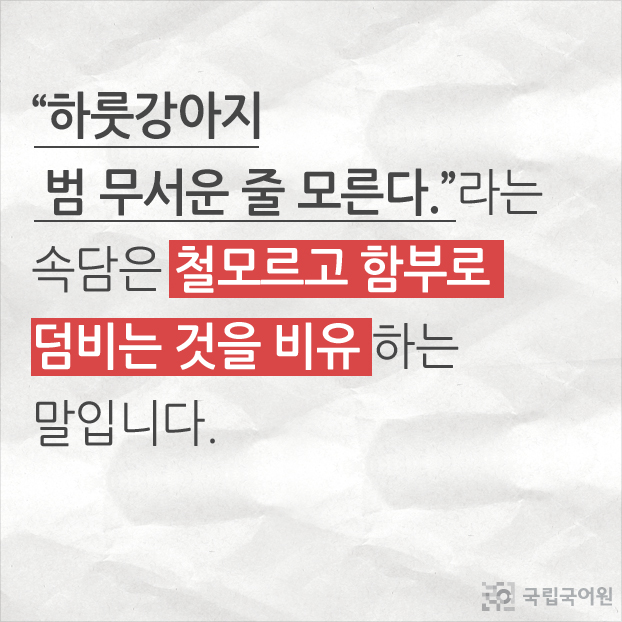 “하룻강아지
범 무서운 줄 모른다.”라는
속담은 철모르고 함부로
덤비는 것을 비유하는
말입니다.
국립국어원